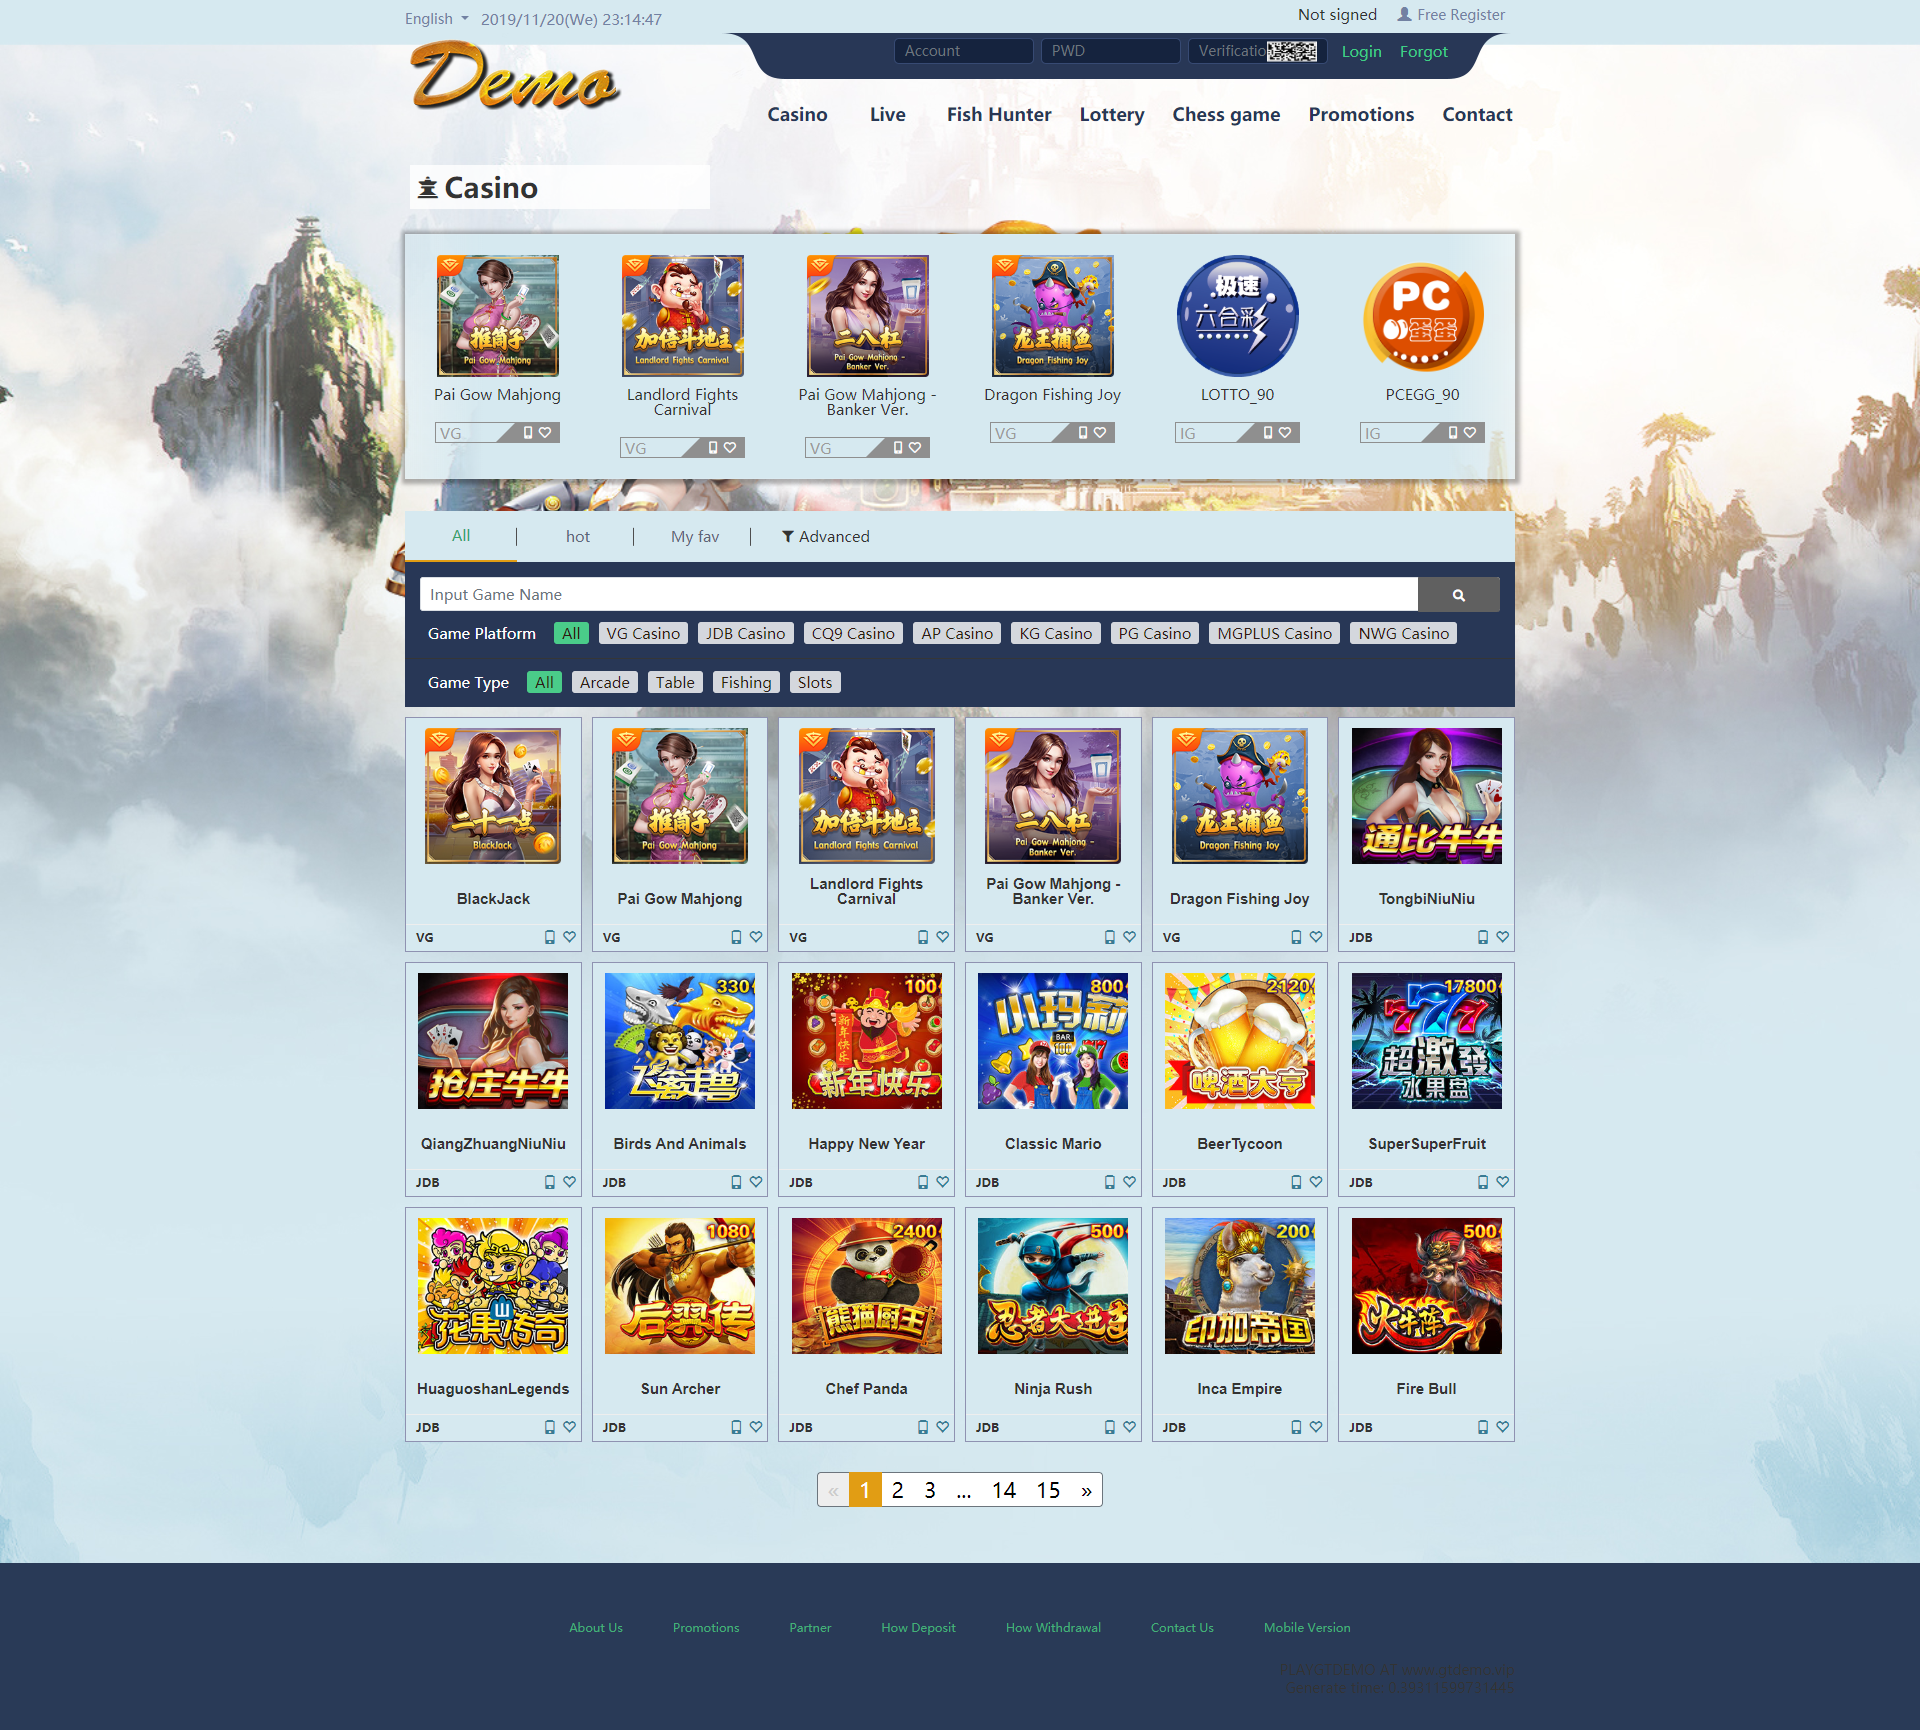 English
2019/11/20(We) 23:14:47
Not signed
Free Register
Demo
Account
PWD
Verificatio
Login
Forgot
Casino
Live
Fish Hunter
Lottery
Chess game
Promotions
Contact
Casino
推筒子
Pai Gow Mahjong
加倍斗地主
Landlord Fights Carnival
二八杠
Pai Gow Mahjong -
Banker Ver.
龙王捕鱼
Dragon Fishing Joy
极速
六合彩
PC
蛋蛋
Pai Gow Mahjong
Landlord Fights
Carnival
Pai Gow Mahjong -
Banker Ver.
Dragon Fishing Joy
LOTTO_90
PCEGG_90
VG
VG
VG
VG
IG
IG
All
hot
My fav
Advanced
Input Game Name
Game Platform
All
VG Casino
JDB Casino
CQ9 Casino
AP Casino
KG Casino
PG Casino
MGPLUS Casino
NWG Casino
Game Type
All
Arcade
Table
Fishing
Slots
二十一点
BlackJack
推筒子
Pai Gow Mahjong
加倍斗地主
Landlord Fights Carnival
二八杠
Pai Gow Mahjong -
Banker Ver.
龙王捕鱼
Dragon Fishing Joy
通比牛牛
BlackJack
Pai Gow Mahjong
Landlord Fights
Carnival
Pai Gow Mahjong -
Banker Ver.
Dragon Fishing Joy
TongbiNiuNiu
VG
VG
VG
VG
VG
JDB
抢庄牛牛
330
飞禽走兽
100
新年快乐
新年快乐
800
小玛莉
BAR
100
77
2120
啤酒大亨
17800
777
超激發
水果盘
QiangZhuangNiuNiu
Birds And Animals
Happy New Year
Classic Mario
BeerTycoon
SuperSuperFruit
JDB
JDB
JDB
JDB
JDB
JDB
花果山传奇
1080
后羿传
2400
熊猫厨王
500
忍者大进
200
印加帝国
500
火牛阵
HuaguoshanLegends
Sun Archer
Chef Panda
Ninja Rush
Inca Empire
Fire Bull
JDB
JDB
JDB
JDB
JDB
JDB
«
1
2
3
...
14
15
»
About Us
Promotions
Partner
How Deposit
How Withdrawal
Contact Us
Mobile Version